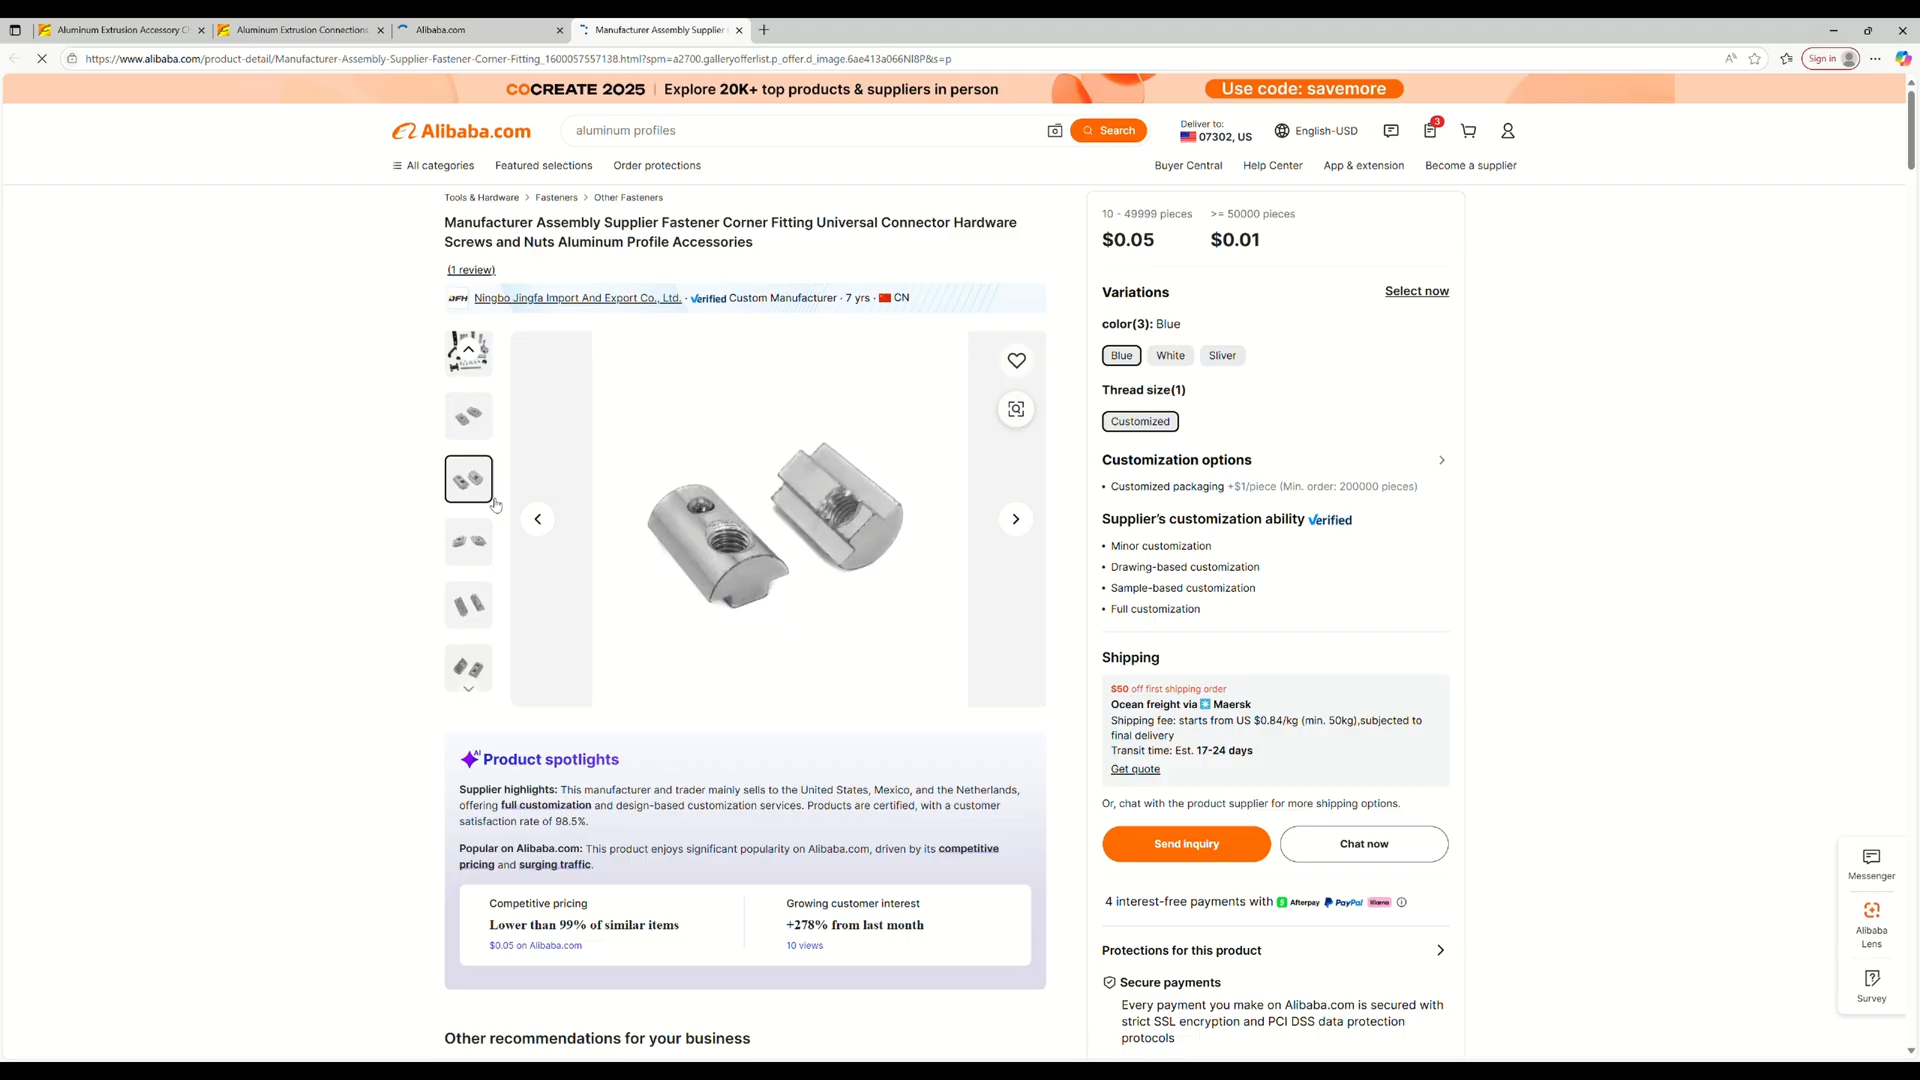 Aluminum Extrusion Accessory C
Aluminum Extrusion Connections
Alibaba.com
Manufacturer Assembly Supplier
https://www.alibaba.com/product-detail/Manufacturer-Assembly-Supplier-Fastener-Corner-Fitting_1600057557138.html?spm=a2700.galleryofferlist.p_offer.d_image.6ae413a066NI8P&s=p
Sign in
COCREATE 2025 | Explore 20K+ top products & suppliers in person
Use code: savemore
Alibaba.com
aluminum profiles
Search
Deliver to:
07302, US
English-USD
3
All categories
Featured selections
Order protections
Buyer Central
Help Center
App & extension
Become a supplier
Tools & Hardware > Fasteners > Other Fasteners
Manufacturer Assembly Supplier Fastener Corner Fitting Universal Connector Hardware
Screws and Nuts Aluminum Profile Accessories
(1 review)
JFH Ningbo Jingfa Import And Export Co., Ltd. · Verified Custom Manufacturer · 7 yrs · CN
AI Product spotlights
Supplier highlights: This manufacturer and trader mainly sells to the United States, Mexico, and the Netherlands,
offering full customization and design-based customization services. Products are certified, with a customer
satisfaction rate of 98.5%.
Popular on Alibaba.com: This product enjoys significant popularity on Alibaba.com, driven by its competitive
pricing and surging traffic.
Competitive pricing
Lower than 99% of similar items
$0.05 on Alibaba.com
Growing customer interest
+278% from last month
10 views
Other recommendations for your business
10 - 49999 pieces
>= 50000 pieces
$0.05
$0.01
Variations
Select now
color(3): Blue
Blue
White
Sliver
Thread size(1)
Customized
Customization options
• Customized packaging +$1/piece (Min. order: 200000 pieces)
Supplier's customization ability Verified
• Minor customization
• Drawing-based customization
• Sample-based customization
• Full customization
Shipping
$50 off first shipping order
Ocean freight via Maersk
Shipping fee: starts from US $0.84/kg (min. 50kg),subjected to
final delivery
Transit time: Est. 17-24 days
Get quote
Or, chat with the product supplier for more shipping options.
Send inquiry
Chat now
4 interest-free payments with Afterpay PayPal Klarna
Protections for this product
Secure payments
Every payment you make on Alibaba.com is secured with
strict SSL encryption and PCI DSS data protection
protocols
Messenger
Alibaba
Lens
Survey